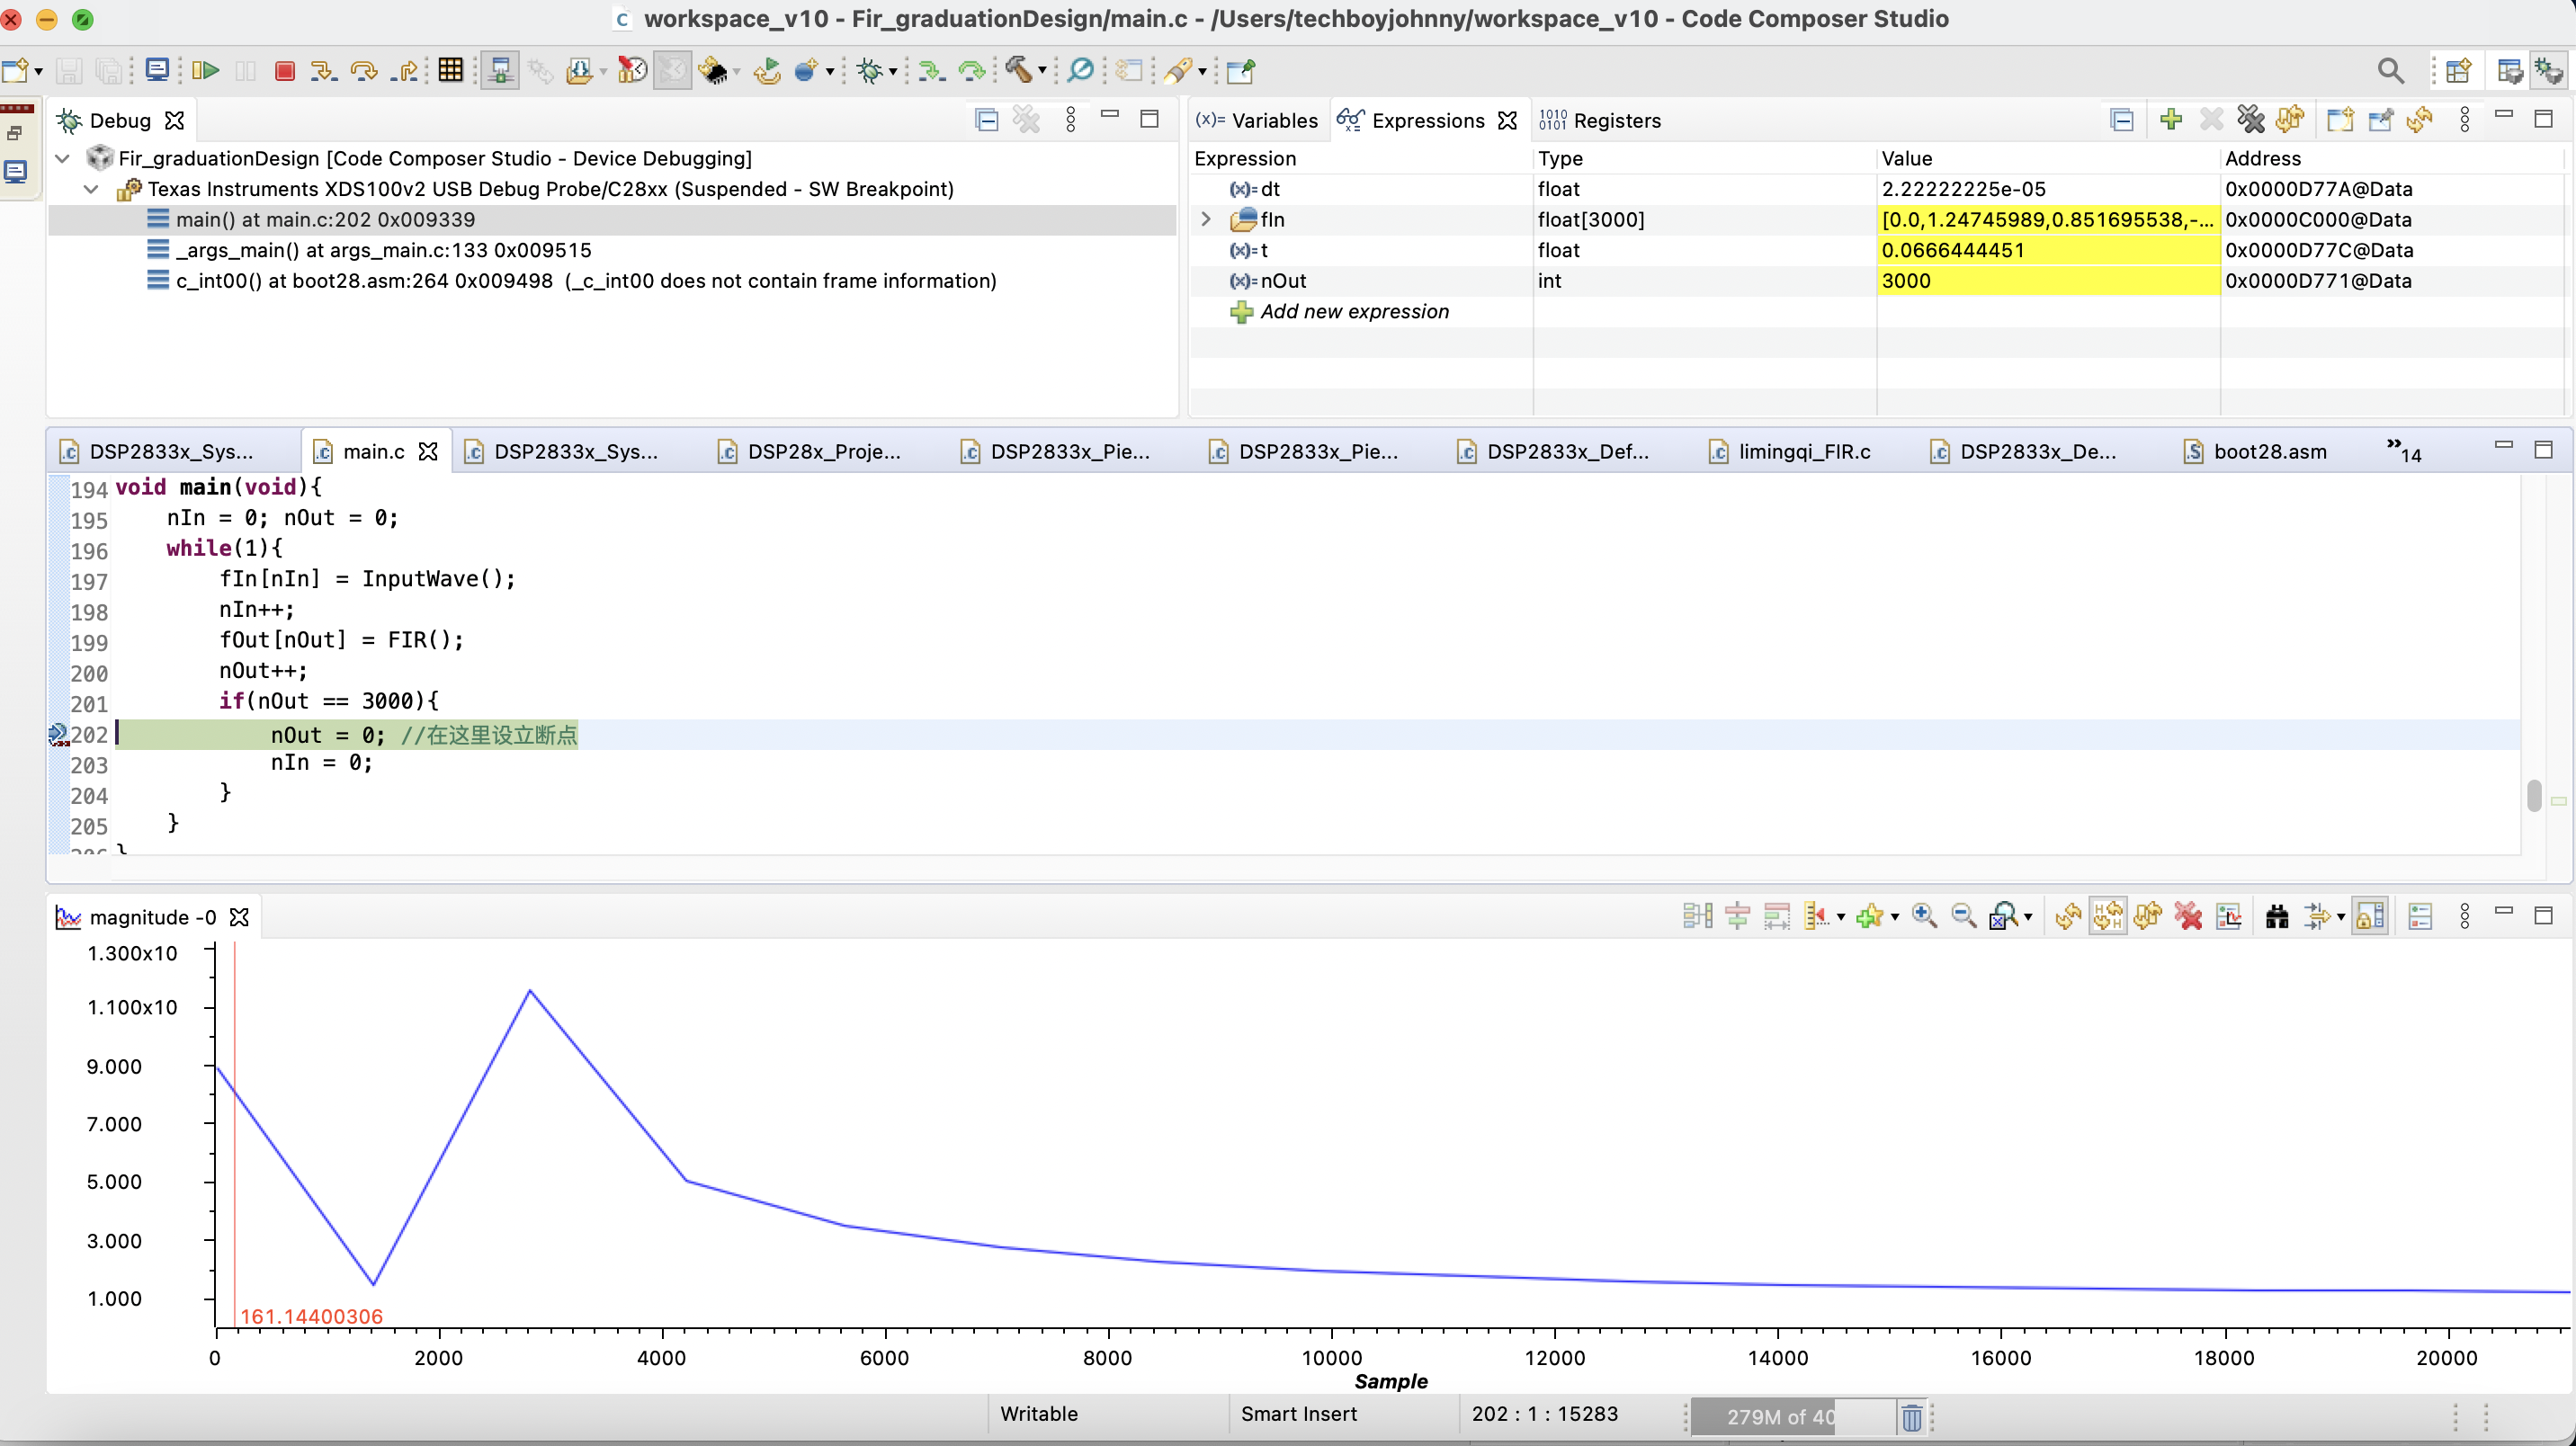 workspace_v10 - Fir_graduationDesign/main.c - /Users/techboyjohnny/workspace_v10 - Code Composer Studio
Debug
Fir_graduationDesign [Code Composer Studio - Device Debugging]
Texas Instruments XDS100v2 USB Debug Probe/C28xx (Suspended - SW Breakpoint)
main() at main.c:202 0x009339
_args_main() at args_main.c:133 0x009515
c_int00() at boot28.asm:264 0x009498 (_c_int00 does not contain frame information)
(x)= Variables Expressions 1010 0101 Registers
Expression Type Value Address
(x)= dt float 2.22222225e-05 0x0000D77A@Data
fIn float[3000] [0.0,1.24745989,0.851695538,-... 0x0000C000@Data
(x)= t float 0.0666444451 0x0000D77C@Data
(x)= nOut int 3000 0x0000D771@Data
Add new expression
DSP2833x_Sys... main.c DSP2833x_Sys... DSP28x_Proje... DSP2833x_Pie... DSP2833x_Pie... DSP2833x_Def... limingqi_FIR.c DSP2833x_De... boot28.asm »14
194 void main(void){
195 nIn = 0; nOut = 0;
196 while(1){
197 fIn[nIn] = InputWave();
198 nIn++;
199 fOut[nOut] = FIR();
200 nOut++;
201 if(nOut == 3000){
202 nOut = 0; //在这里设立断点
203 nIn = 0;
204 }
205 }
206 }
magnitude -0
1.300x10
1.100x10
9.000
7.000
5.000
3.000
1.000
161.14400306
0 2000 4000 6000 8000 10000 12000 14000 16000 18000 20000
Sample
Writable Smart Insert 202 : 1 : 15283 279M of 40